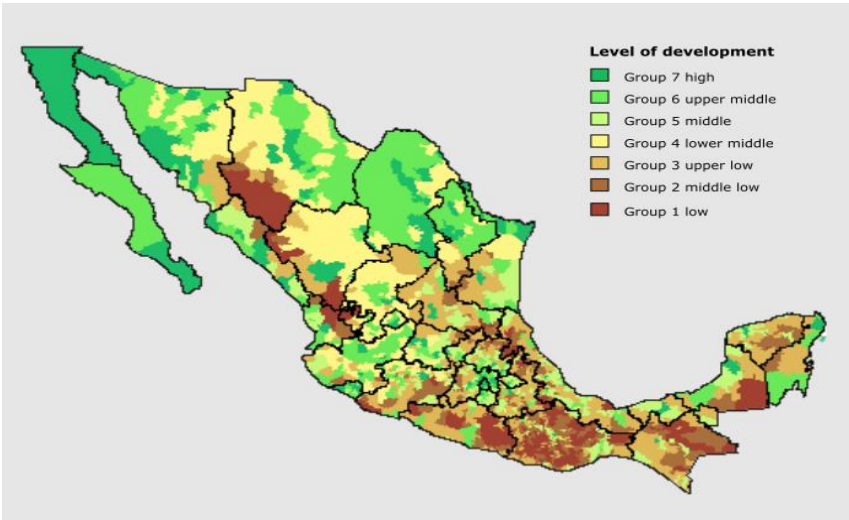 Level of development
Group 7 high
Group 6 upper middle
Group 5 middle
Group 4 lower middle
Group 3 upper low
Group 2 middle low
Group 1 low